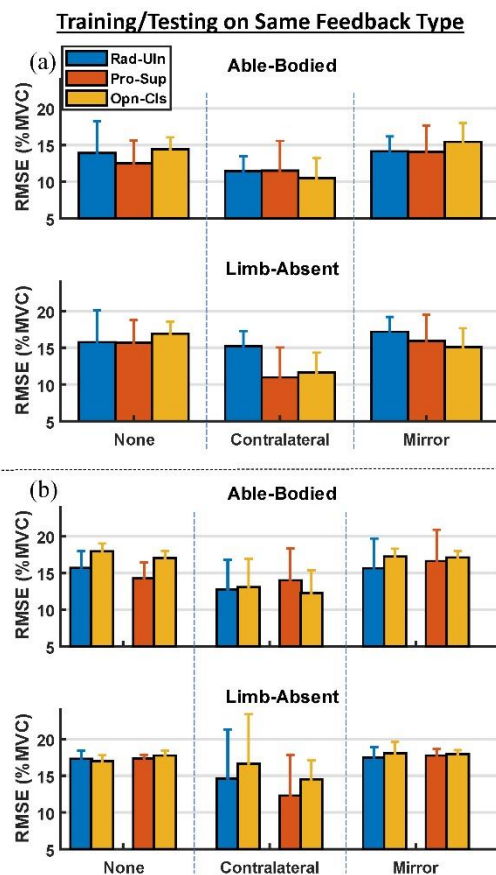 Training/Testing on Same Feedback Type
(a)
Rad-Uln
Pro-Sup
Opn-Cls
Able-Bodied
RMSE (%MVC)
20
15
10
5
Limb-Absent
RMSE (%MVC)
20
15
10
5
None Contralateral Mirror
(b)
Able-Bodied
RMSE (%MVC)
20
15
10
5
Limb-Absent
RMSE (%MVC)
20
15
10
5
None Contralateral Mirror